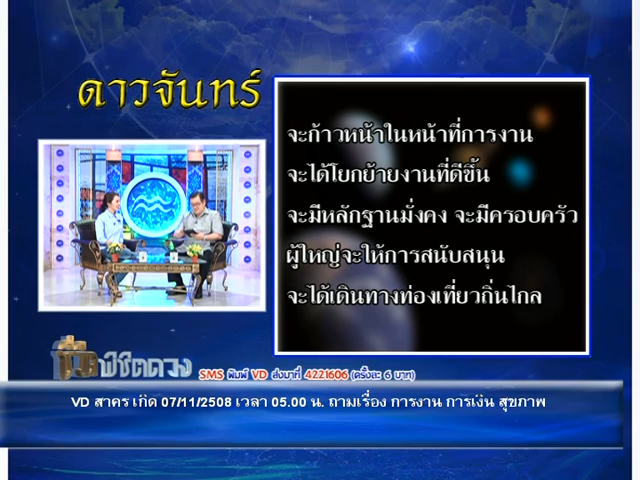 ดาวจันทร์
จะก้าวหน้าในหน้าที่การงาน
จะได้โยกย้ายงานที่ดีขึ้น
จะมีหลักฐานมั่งคง จะมีครอบครัว
ผู้ใหญ่จะให้การสนับสนุน
จะได้เดินทางท่องเที่ยวถิ่นไกล
พิชิตดวง
SMS พิมพ์ VD ส่งมาที่ 4221606 (ครั้งละ 6 บาท)
VD สาคร เกิด 07/11/2508 เวลา 05.00 น. ถามเรื่อง การงาน การเงิน สุขภาพ